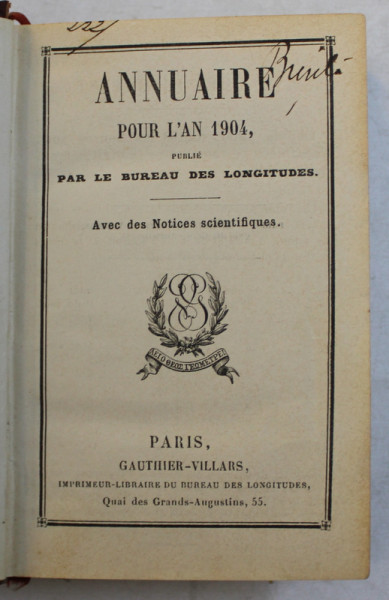 ANNUAIRE
POUR L'AN 1904,
PUBLIÉ
PAR LE BUREAU DES LONGITUDES.
Avec des Notices scientifiques.
PARIS,
GAUTHIER-VILLARS,
IMPRIMEUR-LIBRAIRE DU BUREAU DES LONGITUDES,
Quai des Grands-Augustins, 55.